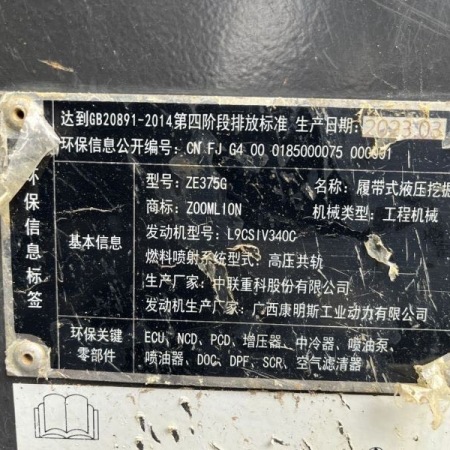 达到GB20891-2014第四阶段排放标准 生产日期: 2023.03
环保信息公开编号: CN FJ G4 00 0185000075 000001
环保信息标签
基本信息
型号: ZE375G 名称: 履带式液压挖掘
商标: ZOOMLION 机械类型: 工程机械
发动机型号: L9CSIV340C
燃料喷射系统型式: 高压共轨
生产厂家: 中联重科股份有限公司
发动机生产厂家: 广西康明斯工业动力有限公司
环保关键零部件
ECU、NCD、PCD、增压器、中冷器、喷油泵、
喷油器、DOC、DPF、SCR、空气滤清器